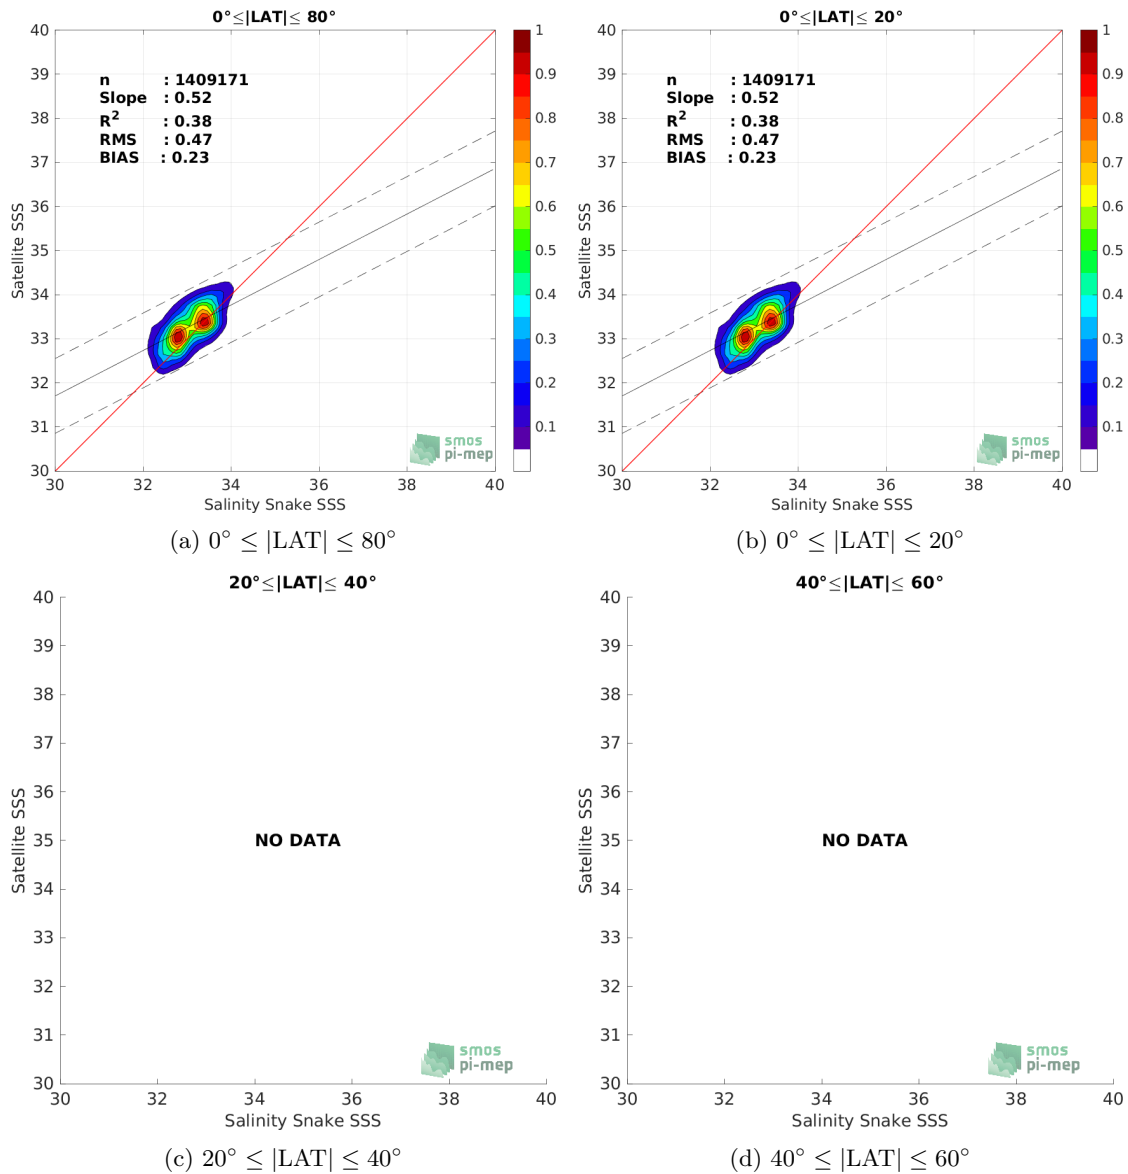 0°≤|LAT|≤ 80°
n : 1409171
Slope : 0.52
R² : 0.38
RMS : 0.47
BIAS : 0.23
40
39
38
37
36
35
34
33
32
31
30
Satellite SSS
30 32 34 36 38 40
Salinity Snake SSS
1
0.9
0.8
0.7
0.6
0.5
0.4
0.3
0.2
0.1
smos
pi-mep
(a) 0° ≤ |LAT| ≤ 80°
0°≤|LAT|≤ 20°
n : 1409171
Slope : 0.52
R² : 0.38
RMS : 0.47
BIAS : 0.23
40
39
38
37
36
35
34
33
32
31
30
Satellite SSS
30 32 34 36 38 40
Salinity Snake SSS
1
0.9
0.8
0.7
0.6
0.5
0.4
0.3
0.2
0.1
smos
pi-mep
(b) 0° ≤ |LAT| ≤ 20°
20°≤|LAT|≤ 40°
40
39
38
37
36
35
34
33
32
31
30
Satellite SSS
NO DATA
30 32 34 36 38 40
Salinity Snake SSS
smos
pi-mep
(c) 20° ≤ |LAT| ≤ 40°
40°≤|LAT|≤ 60°
40
39
38
37
36
35
34
33
32
31
30
Satellite SSS
NO DATA
30 32 34 36 38 40
Salinity Snake SSS
smos
pi-mep
(d) 40° ≤ |LAT| ≤ 60°